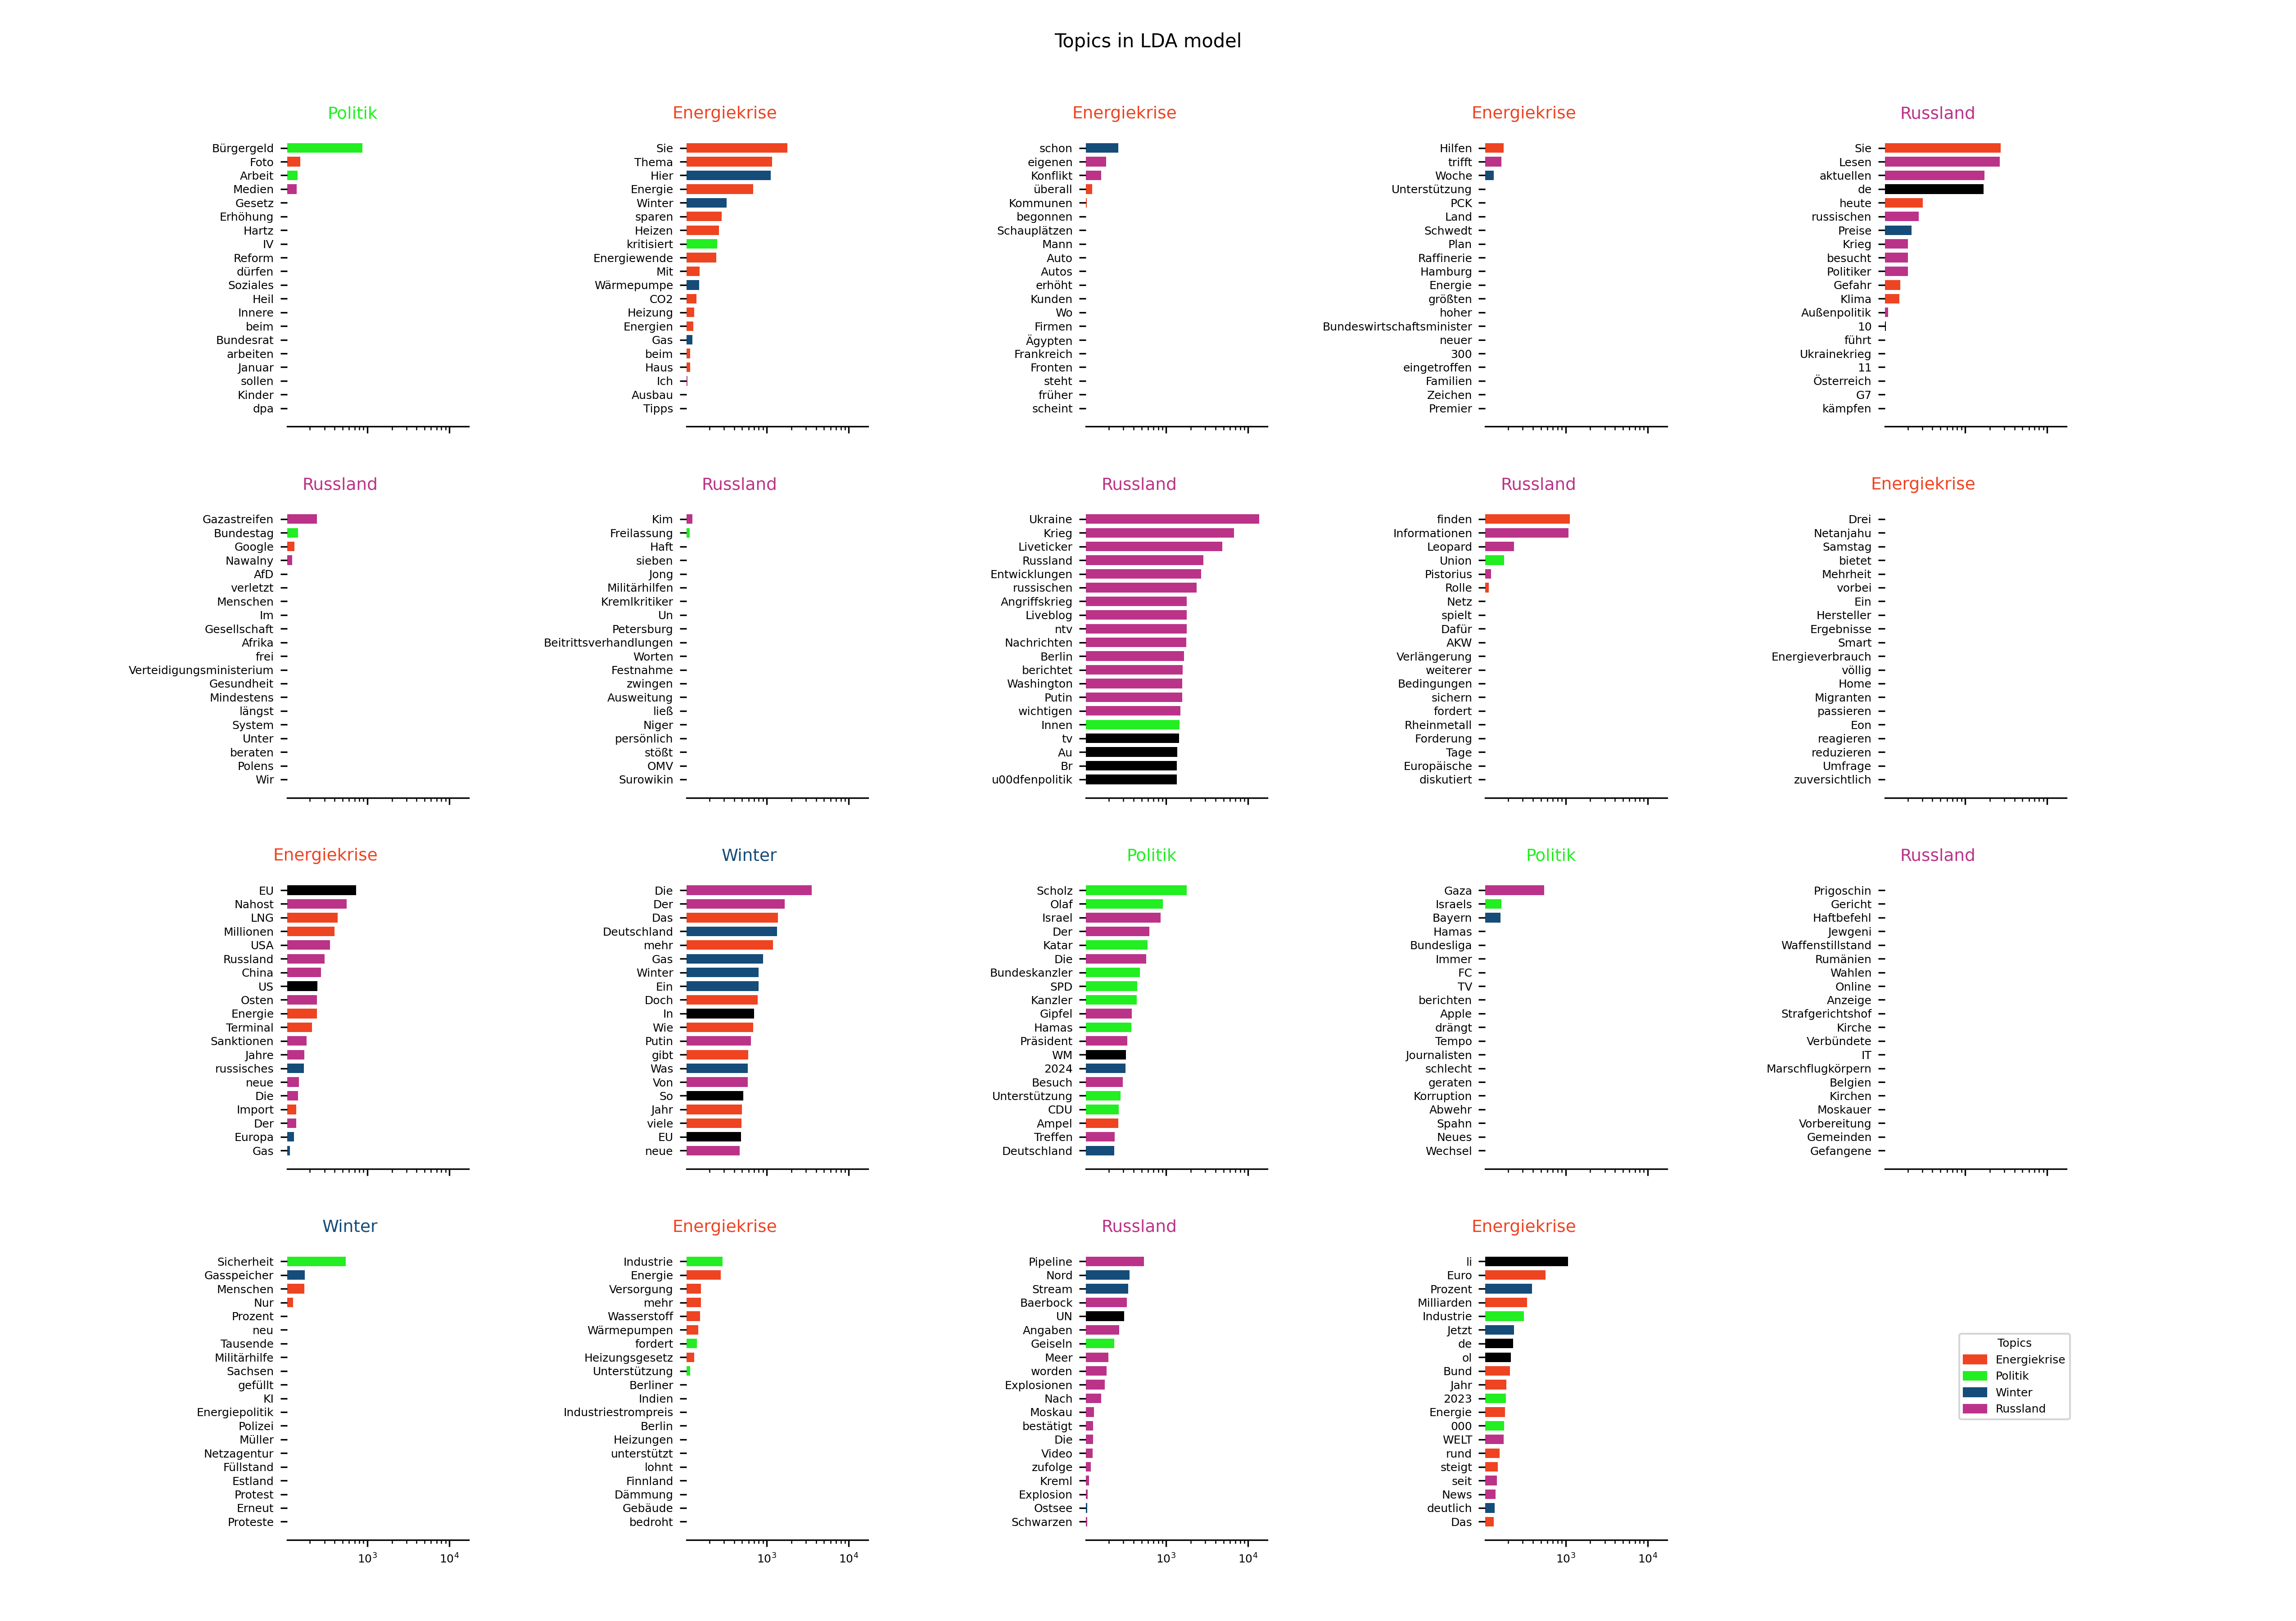 Topics in LDA model
Politik
Bürgergeld
Foto
Arbeit
Medien
Gesetz
Erhöhung
Hartz
IV
Reform
dürfen
Soziales
Heil
Innere
beim
Bundesrat
arbeiten
Januar
sollen
Kinder
dpa
Energiekrise
Sie
Thema
Hier
Energie
Winter
sparen
Heizen
kritisiert
Energiewende
Mit
Wärmepumpe
CO2
Heizung
Energien
Gas
beim
Haus
Ich
Ausbau
Tipps
Energiekrise
schon
eigenen
Konflikt
überall
Kommunen
begonnen
Schauplätzen
Mann
Auto
Autos
erhöht
Kunden
Wo
Firmen
Ägypten
Frankreich
Fronten
steht
früher
scheint
Energiekrise
Hilfen
trifft
Woche
Unterstützung
PCK
Land
Schwedt
Plan
Raffinerie
Hamburg
Energie
größten
hoher
Bundeswirtschaftsminister
neuer
300
eingetroffen
Familien
Zeichen
Premier
Russland
Sie
Lesen
aktuellen
de
heute
russischen
Preise
Krieg
besucht
Politiker
Gefahr
Klima
Außenpolitik
10
führt
Ukrainekrieg
11
Österreich
G7
kämpfen
Russland
Gazastreifen
Bundestag
Google
Nawalny
AfD
verletzt
Menschen
Im
Gesellschaft
Afrika
frei
Verteidigungsministerium
Gesundheit
Mindestens
längst
System
Unter
beraten
Polens
Wir
Russland
Kim
Freilassung
Haft
sieben
Jong
Militärhilfen
Kremlkritiker
Un
Petersburg
Beitrittsverhandlungen
Worten
Festnahme
zwingen
Ausweitung
ließ
Niger
persönlich
stößt
OMV
Surowikin
Russland
Ukraine
Krieg
Liveticker
Russland
Entwicklungen
russischen
Angriffskrieg
Liveblog
ntv
Nachrichten
Berlin
berichtet
Washington
Putin
wichtigen
Innen
tv
Au
Br
u00dfenpolitik
Russland
finden
Informationen
Leopard
Union
Pistorius
Rolle
Netz
spielt
Dafür
AKW
Verlängerung
weiterer
Bedingungen
sichern
fordert
Rheinmetall
Forderung
Tage
Europäische
diskutiert
Energiekrise
Drei
Netanjahu
Samstag
bietet
Mehrheit
vorbei
Ein
Hersteller
Ergebnisse
Smart
Energieverbrauch
völlig
Home
Migranten
passieren
Eon
reagieren
reduzieren
Umfrage
zuversichtlich
Energiekrise
EU
Nahost
LNG
Millionen
USA
Russland
China
US
Osten
Energie
Terminal
Sanktionen
Jahre
russisches
neue
Die
Import
Der
Europa
Gas
Winter
Die
Der
Das
Deutschland
mehr
Gas
Winter
Ein
Doch
In
Wie
Putin
gibt
Was
Von
So
Jahr
viele
EU
neue
Politik
Scholz
Olaf
Israel
Der
Katar
Die
Bundeskanzler
SPD
Kanzler
Gipfel
Hamas
Präsident
WM
2024
Besuch
Unterstützung
CDU
Ampel
Treffen
Deutschland
Politik
Gaza
Israels
Bayern
Hamas
Bundesliga
Immer
FC
TV
berichten
Apple
drängt
Tempo
Journalisten
schlecht
geraten
Korruption
Abwehr
Spahn
Neues
Wechsel
Russland
Prigoschin
Gericht
Haftbefehl
Jewgeni
Waffenstillstand
Rumänien
Wahlen
Online
Anzeige
Strafgerichtshof
Kirche
Verbündete
IT
Marschflugkörpern
Belgien
Kirchen
Moskauer
Vorbereitung
Gemeinden
Gefangene
Winter
Sicherheit
Gasspeicher
Menschen
Nur
Prozent
neu
Tausende
Militärhilfe
Sachsen
gefüllt
KI
Energiepolitik
Polizei
Müller
Netzagentur
Füllstand
Estland
Protest
Erneut
Proteste
10³ 10⁴
Energiekrise
Industrie
Energie
Versorgung
mehr
Wasserstoff
Wärmepumpen
fordert
Heizungsgesetz
Unterstützung
Berliner
Indien
Industriestrompreis
Berlin
Heizungen
unterstützt
lohnt
Finnland
Dämmung
Gebäude
bedroht
10³ 10⁴
Russland
Pipeline
Nord
Stream
Baerbock
UN
Angaben
Geiseln
Meer
worden
Explosionen
Nach
Moskau
bestätigt
Die
Video
zufolge
Kreml
Explosion
Ostsee
Schwarzen
10³ 10⁴
Energiekrise
li
Euro
Prozent
Milliarden
Industrie
Jetzt
de
ol
Bund
Jahr
2023
Energie
000
WELT
rund
steigt
seit
News
deutlich
Das
10³ 10⁴
Topics
Energiekrise
Politik
Winter
Russland